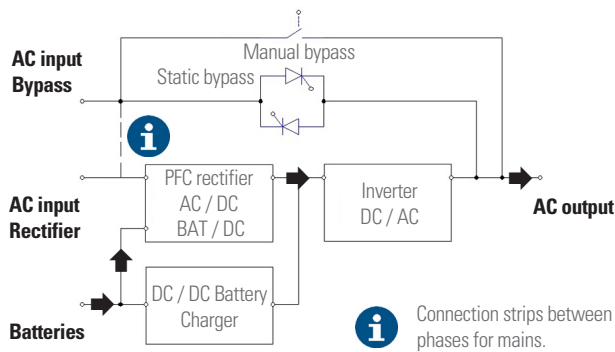 AC input
Bypass
Manual bypass
Static bypass
i
PFC rectifier
AC / DC
BAT / DC
Inverter
DC / AC
AC input
Rectifier
AC output
DC / DC Battery
Charger
Batteries
i
Connection strips between
phases for mains.